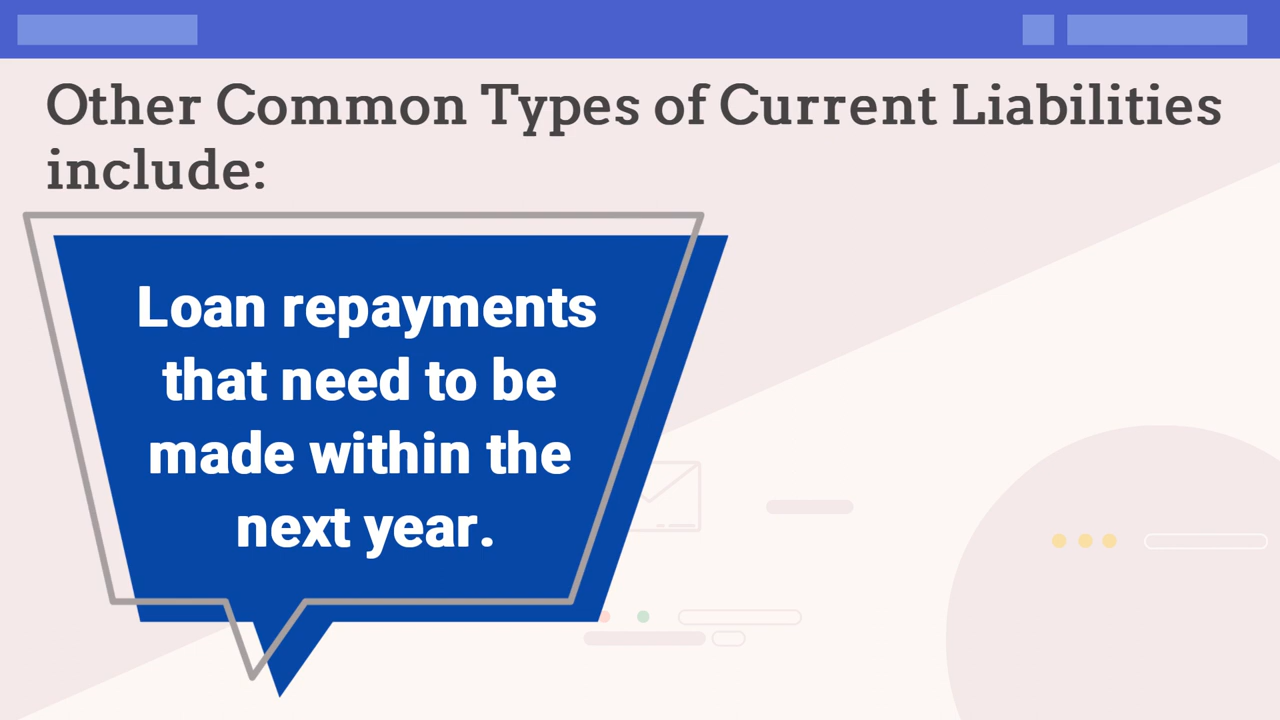 Other Common Types of Current Liabilities
include:
Loan repayments
that need to be
made within the
next year.